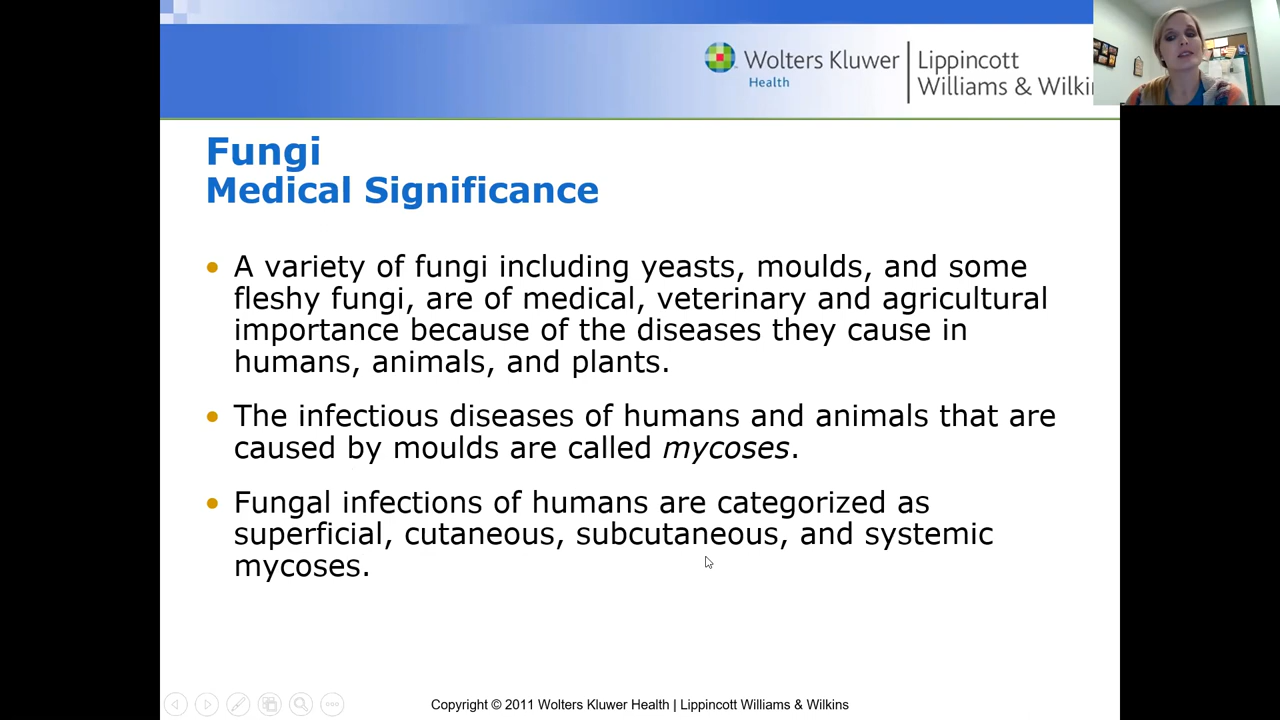 Wolters Kluwer
Health
Lippincott
Williams & Wilki
Fungi
Medical Significance
• A variety of fungi including yeasts, moulds, and some
fleshy fungi, are of medical, veterinary and agricultural
importance because of the diseases they cause in
humans, animals, and plants.
• The infectious diseases of humans and animals that are
caused by moulds are called mycoses.
• Fungal infections of humans are categorized as
superficial, cutaneous, subcutaneous, and systemic
mycoses.
Copyright © 2011 Wolters Kluwer Health | Lippincott Williams & Wilkins